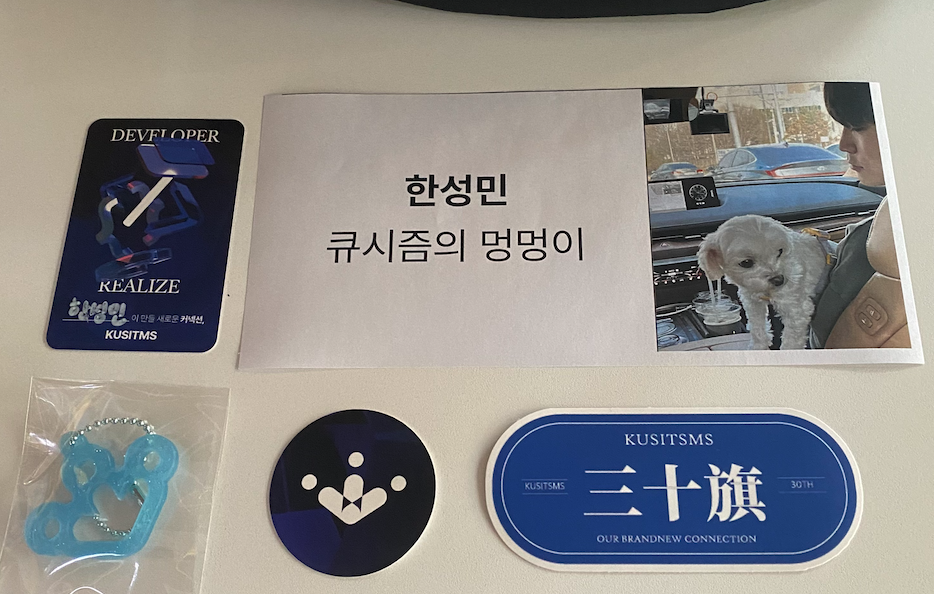 DEVELOPER
REALIZE
한성민 이 만들 새로운 커넥션,
KUSITMS
한성민
큐시즘의 멍멍이
KUSITSMS
KUSITSMS
三十旗
30TH
OUR BRANDNEW CONNECTION